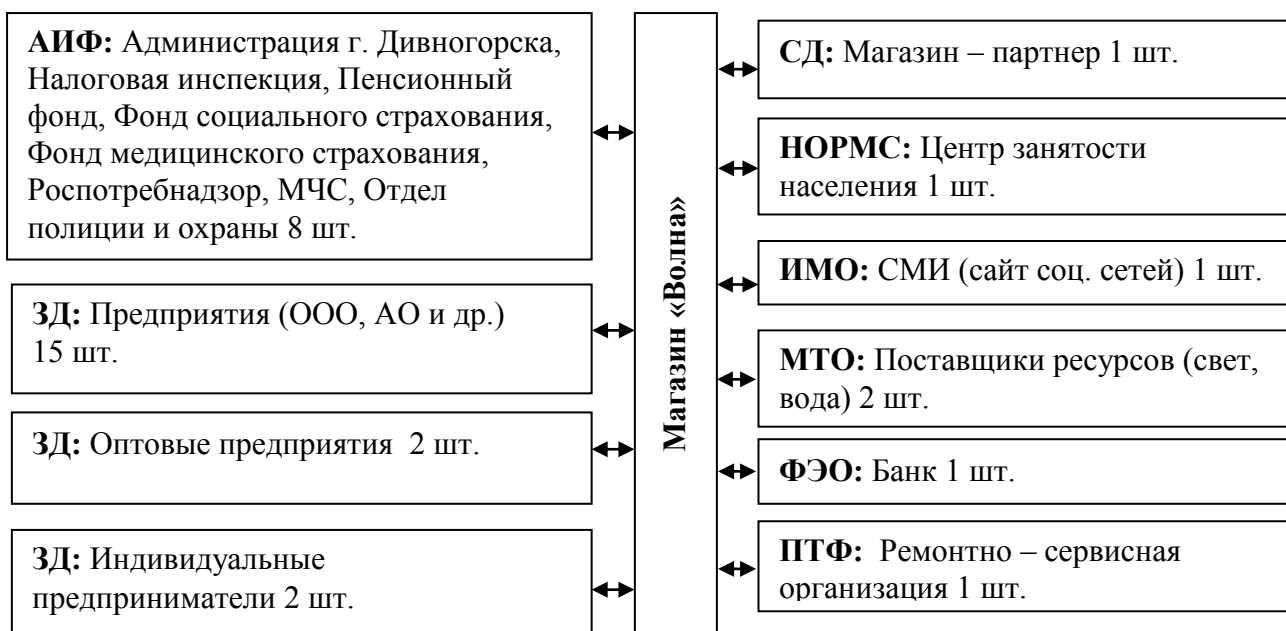 АИФ: Администрация г. Дивногорска,
Налоговая инспекция, Пенсионный
фонд, Фонд социального страхования,
Фонд медицинского страхования,
Роспотребнадзор, МЧС, Отдел
полиции и охраны 8 шт.
ЗД: Предприятия (ООО, АО и др.)
15 шт.
ЗД: Оптовые предприятия 2 шт.
ЗД: Индивидуальные
предприниматели 2 шт.
Магазин «Волна»
СД: Магазин – партнер 1 шт.
НОРМС: Центр занятости
населения 1 шт.
ИМО: СМИ (сайт соц. сетей) 1 шт.
МТО: Поставщики ресурсов (свет,
вода) 2 шт.
ФЭО: Банк 1 шт.
ПТФ: Ремонтно – сервисная
организация 1 шт.